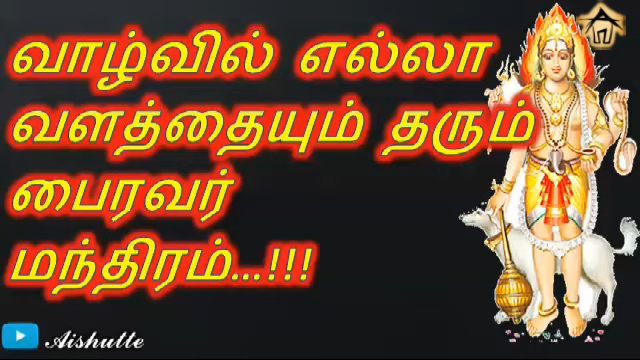 வாழ்வில் எல்லா
வளத்தையும் தரும்
பைரவர்
மந்திரம்...!!!
Aishutte